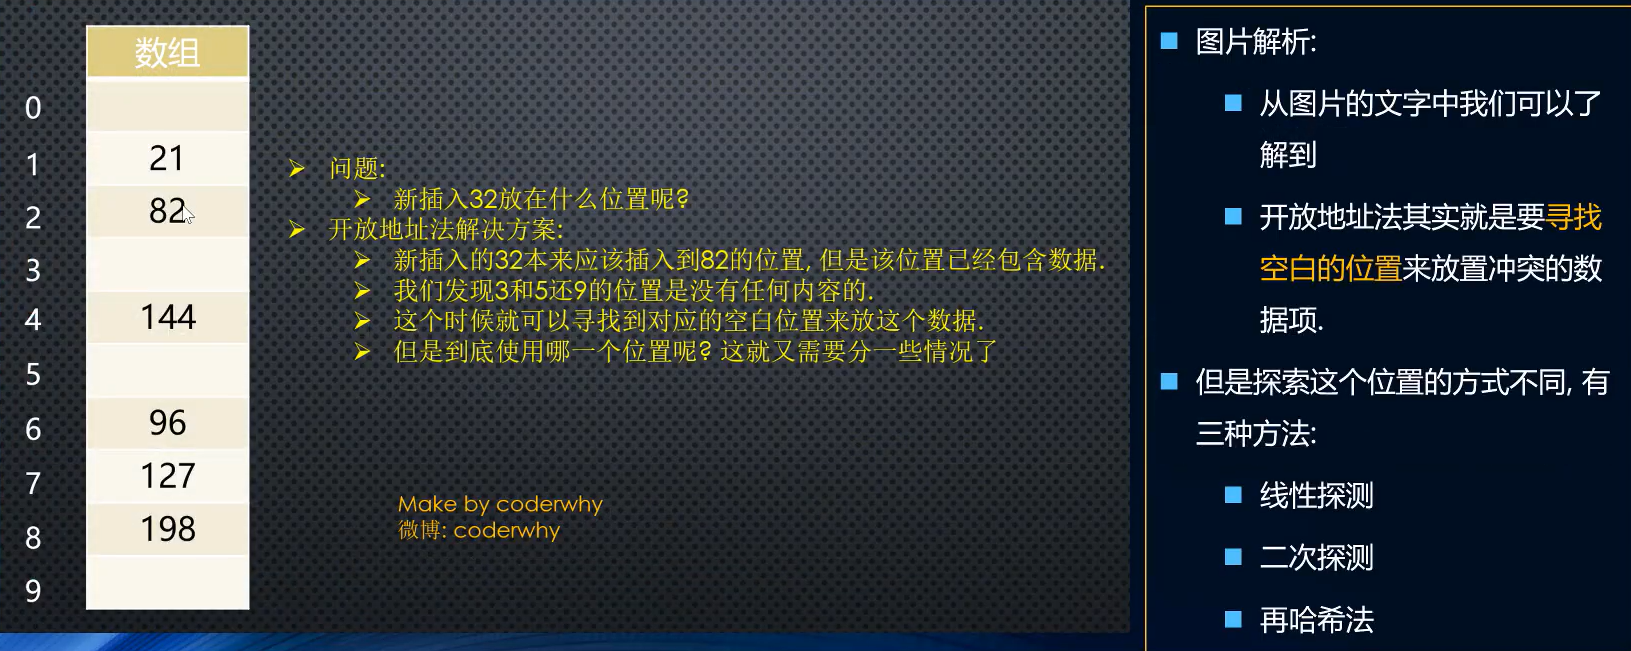 数组
0
1
21
2
82
3
4
144
5
6
96
7
127
8
198
9
问题:
新插入32放在什么位置呢?
开放地址法解决方案:
新插入的32本来应该插入到82的位置, 但是该位置已经包含数据.
我们发现3和5还9的位置是没有任何内容的.
这个时候就可以寻找到对应的空白位置来放这个数据.
但是到底使用哪一个位置呢? 这就又需要分一些情况了
Make by coderwhy
微博: coderwhy
图片解析:
从图片的文字中我们可以了
解到
开放地址法其实就是要寻找
空白的位置来放置冲突的数
据项.
但是探索这个位置的方式不同, 有
三种方法:
线性探测
二次探测
再哈希法